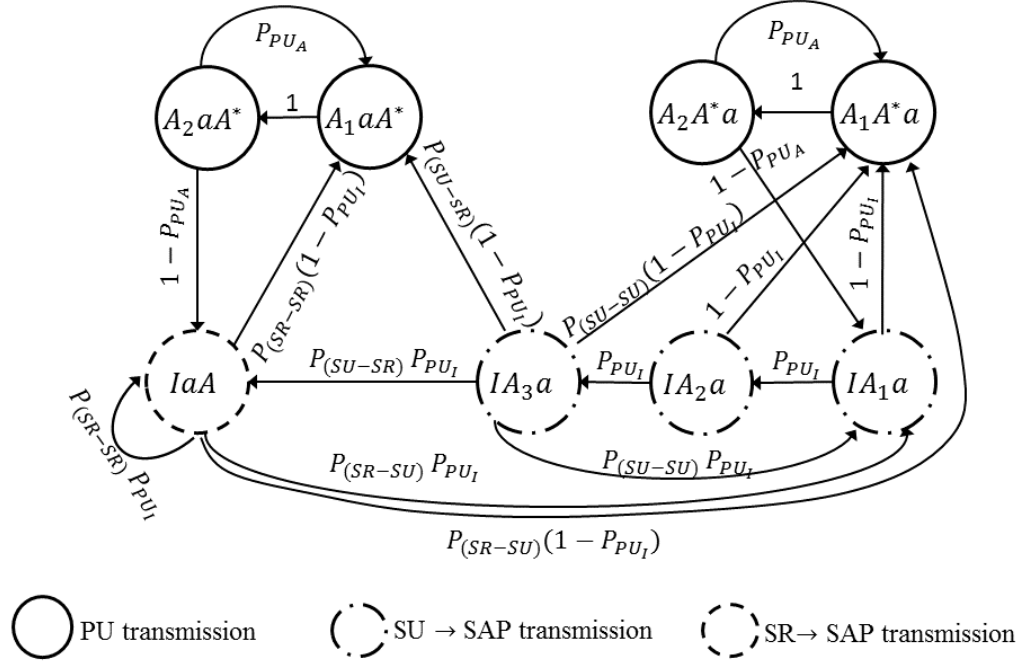 P_{PU_A}
P_{PU_A}
A_2aA^*
1
A_1aA^*
A_2A^*a
1
A_1A^*a
1 − P_{PU_A}
P_{(SR−SR)}(1 − P_{PU_I})
P_{(SU−SR)}(1 − P_{PU_I})
P_{(SU−SU)}(1 − P_{PU_I})
1 − P_{PU_A}
1 − P_{PU_I}
1 − P_{PU_I}
IaA
P_{(SU−SR)} P_{PU_I}
IA_3a
P_{PU_I}
IA_2a
P_{PU_I}
IA_1a
P_{(SR−SR)} P_{PU_I}
P_{(SR−SU)} P_{PU_I}
P_{(SU−SU)} P_{PU_I}
P_{(SR−SU)}(1 − P_{PU_I})
PU transmission
SU → SAP transmission
SR→ SAP transmission